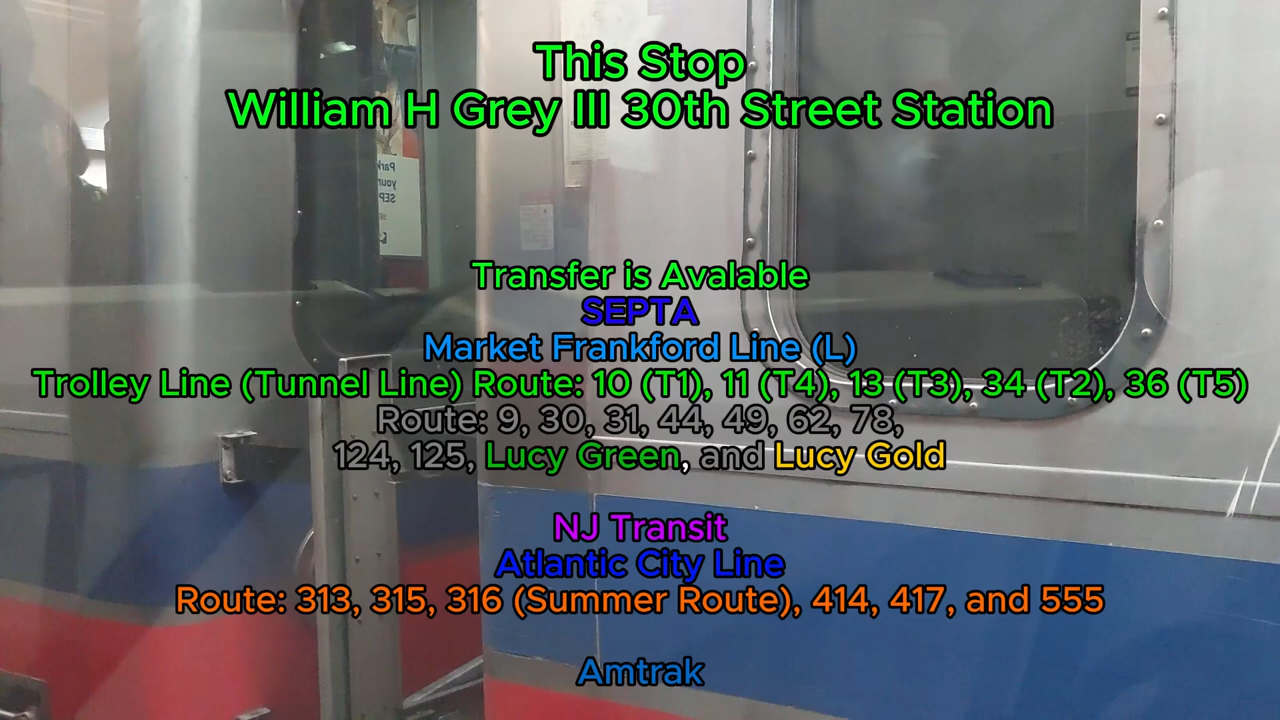 This Stop
William H Grey III 30th Street Station
Park
your
SEP
Transfer is Avalable
SEPTA
Market Frankford Line (L)
Trolley Line (Tunnel Line) Route: 10 (T1), 11 (T4), 13 (T3), 34 (T2), 36 (T5)
Route: 9, 30, 31, 44, 49, 62, 78,
124, 125, Lucy Green, and Lucy Gold
NJ Transit
Atlantic City Line
Route: 313, 315, 316 (Summer Route), 414, 417, and 555
Amtrak